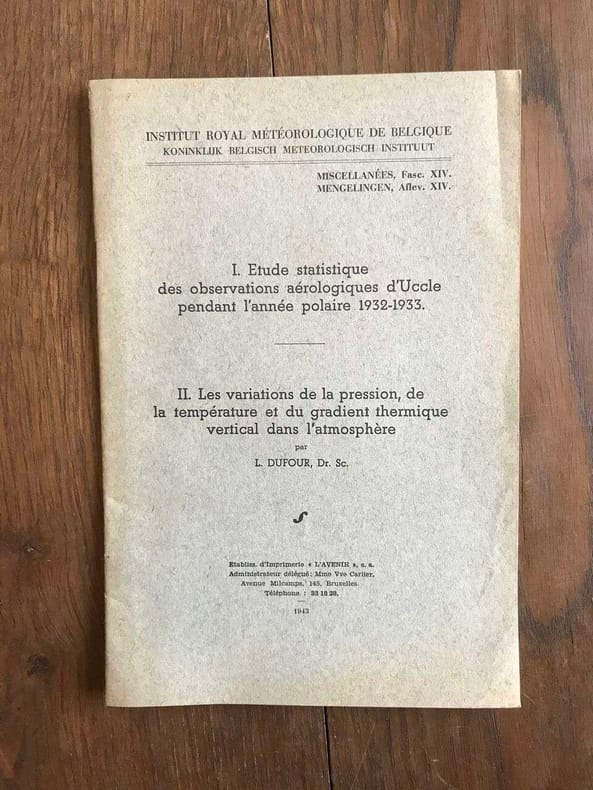 INSTITUT ROYAL MÉTÉOROLOGIQUE DE BELGIQUE
KONINKLIJK BELGISCH METEOROLOGISCH INSTITUUT
MISCELLANÉES, Fasc. XIV.
MENGELINGEN, Aflev. XIV.
I. Etude statistique
des observations aérologiques d'Uccle
pendant l'année polaire 1932-1933.
II. Les variations de la pression, de
la température et du gradient thermique
vertical dans l'atmosphère
par
L. DUFOUR, Dr. Sc.
Etabliss. d'Imprimerie « L'AVENIR », s. a.
Administrateur délégué: Mme Vve Carlier,
Avenue Milcamps, 145, Bruxelles.
Téléphone : 33 18 28.
1943